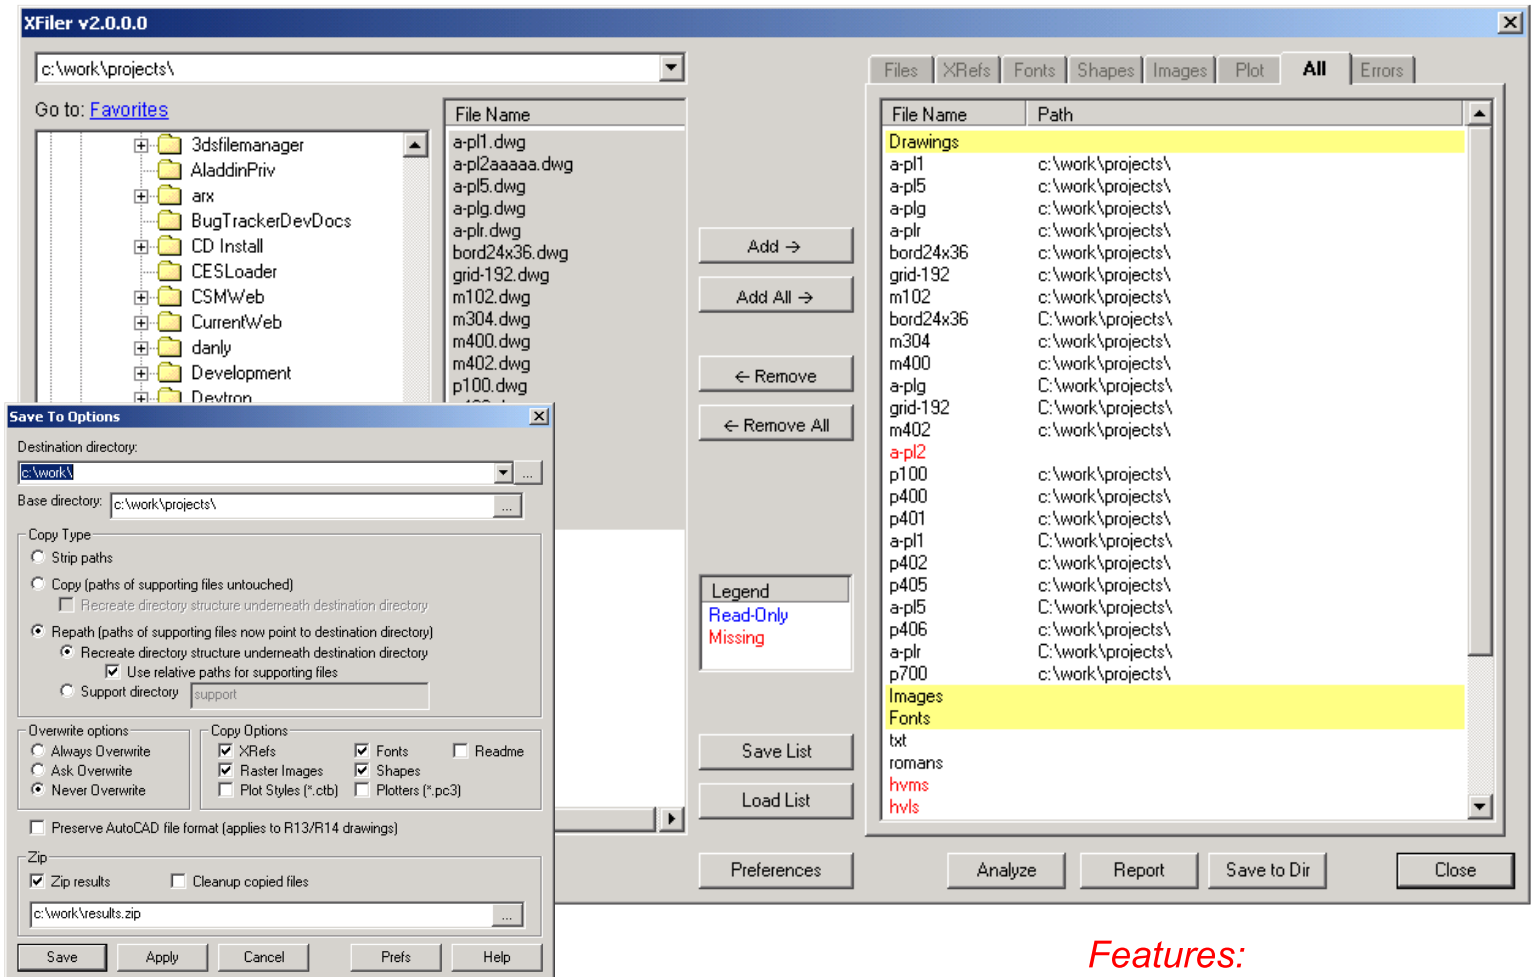 XFiler v2.0.0.0
c:\work\projects\
Go to: Favorites
3dsfilemanager
AladdinPriv
arx
BugTrackerDevDocs
CD Install
CESLoader
CSMWeb
CurrentWeb
danly
Development
Devtron
File Name
a-pl1.dwg
a-pl2aaaaa.dwg
a-pl5.dwg
a-plg.dwg
a-plr.dwg
bord24x36.dwg
grid-192.dwg
m102.dwg
m304.dwg
m400.dwg
m402.dwg
p100.dwg
Add →
Add All →
← Remove
← Remove All
Legend
Read-Only
Missing
Save List
Load List
Preferences
Files XRefs Fonts Shapes Images Plot All Errors
File Name Path
Drawings
a-pl1 c:\work\projects\
a-pl5 c:\work\projects\
a-plg c:\work\projects\
a-plr c:\work\projects\
bord24x36 c:\work\projects\
grid-192 c:\work\projects\
m102 c:\work\projects\
bord24x36 C:\work\projects\
m304 c:\work\projects\
m400 c:\work\projects\
a-plg C:\work\projects\
grid-192 C:\work\projects\
m402 c:\work\projects\
a-pl2
p100 c:\work\projects\
p400 c:\work\projects\
p401 c:\work\projects\
a-pl1 C:\work\projects\
p402 c:\work\projects\
p405 c:\work\projects\
a-pl5 C:\work\projects\
p406 c:\work\projects\
a-plr C:\work\projects\
p700 c:\work\projects\
Images
Fonts
txt
romans
hvms
hvls
Analyze Report Save to Dir Close
Save To Options
Destination directory:
c:\work\
...
Base directory: c:\work\projects\ ...
Copy Type
Strip paths
Copy (paths of supporting files untouched)
Recreate directory structure underneath destination directory
Repath (paths of supporting files now point to destination directory)
Recreate directory structure underneath destination directory
Use relative paths for supporting files
Support directory support
Overwrite options
Always Overwrite
Ask Overwrite
Never Overwrite
Copy Options
XRefs Fonts Readme
Raster Images Shapes
Plot Styles (*.ctb) Plotters (*.pc3)
Preserve AutoCAD file format (applies to R13/R14 drawings)
Zip
Zip results Cleanup copied files
c:\work\results.zip ...
Save Apply Cancel Prefs Help
Features: